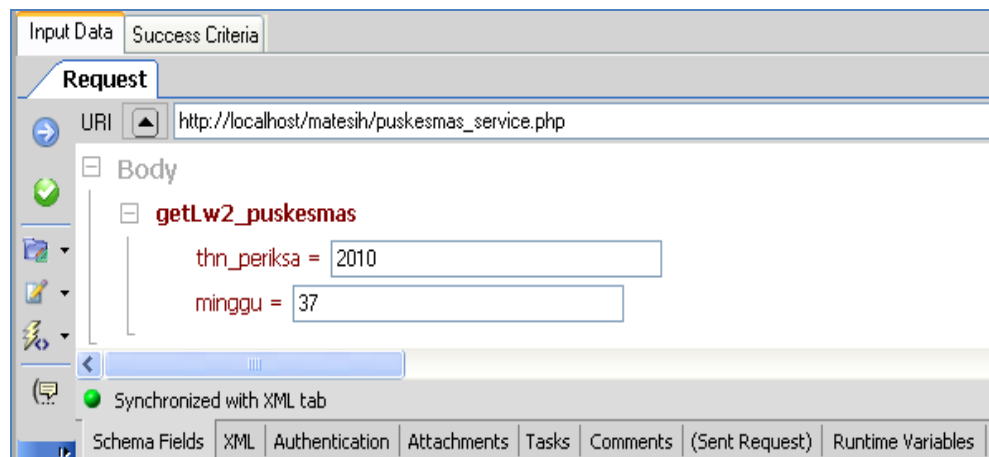 Input Data Success Criteria
Request
URI http://localhost/matesih/puskesmas_service.php
Body
getLw2_puskesmas
thn_periksa = 2010
minggu = 37
Synchronized with XML tab
Schema Fields XML Authentication Attachments Tasks Comments (Sent Request) Runtime Variables